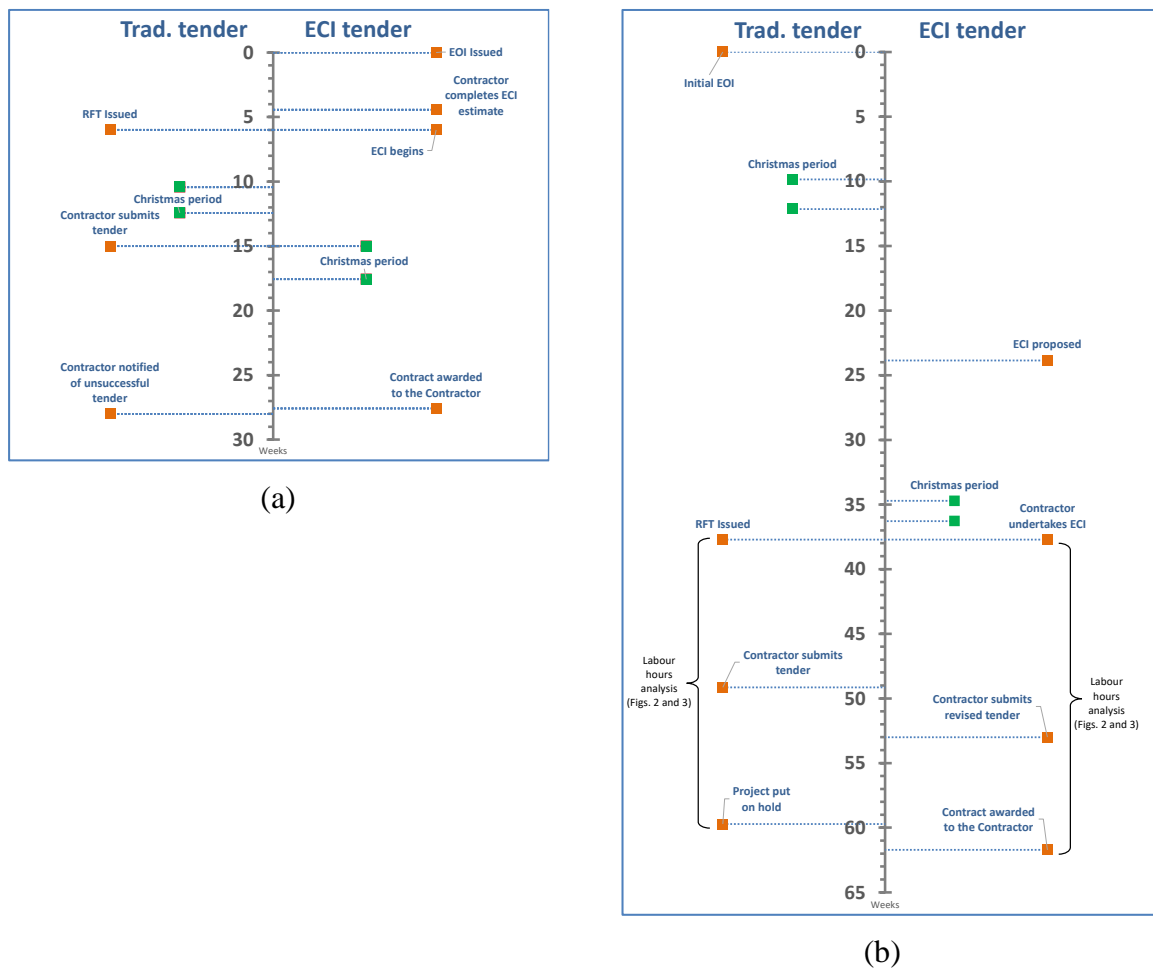 Trad. tender
ECI tender
0
EOI Issued
Contractor
completes ECI
estimate
5
RFT Issued
ECI begins
10
Christmas period
Contractor submits
tender
15
Christmas period
20
ECI proposed
Contractor notified
of unsuccessful
tender
25
Contract awarded
to the Contractor
30
Weeks
(a)
Trad. tender
ECI tender
0
Initial EOI
5
Christmas period
10
15
20
25
30
Christmas period
35
RFT Issued
Contractor
undertakes ECI
40
45
Labour
hours
analysis
(Figs. 2 and 3)
Contractor submits
tender
50
Labour
hours
analysis
(Figs. 2 and 3)
Contractor submits
revised tender
55
Project put
on hold
60
Contract awarded
to the Contractor
65
Weeks
(b)